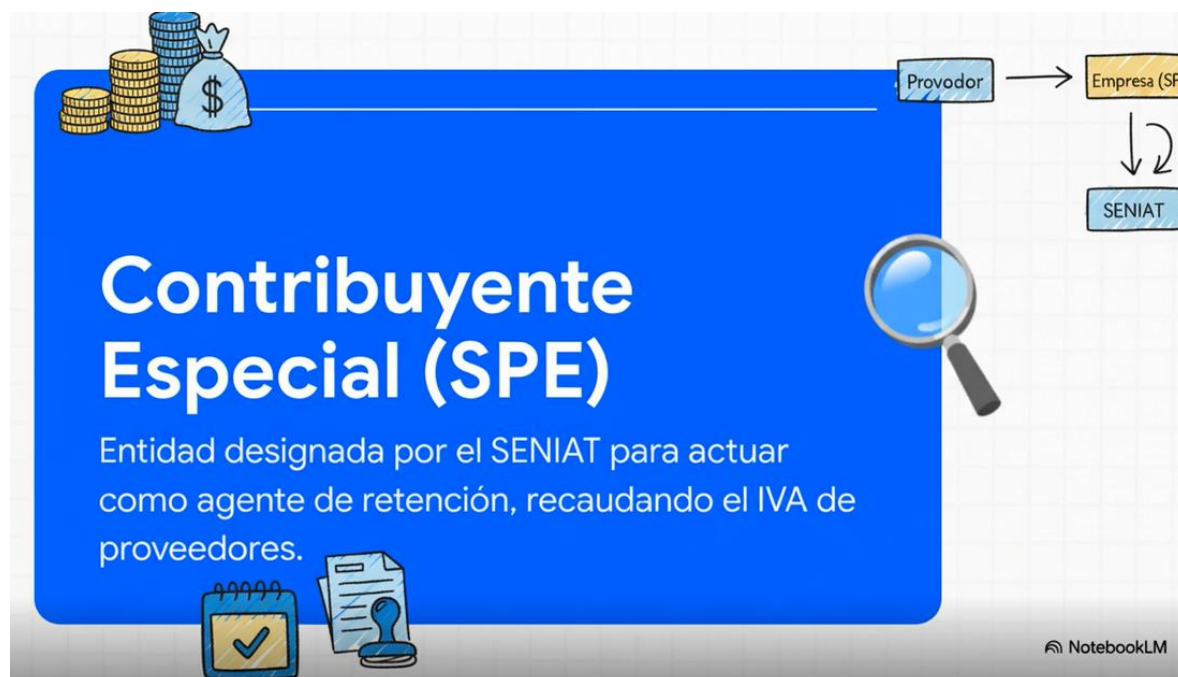 $
Provodor
Empresa (SP
SENIAT
Contribuyente
Especial (SPE)
Entidad designada por el SENIAT para actuar
como agente de retención, recaudando el IVA de
proveedores.
NotebookLM